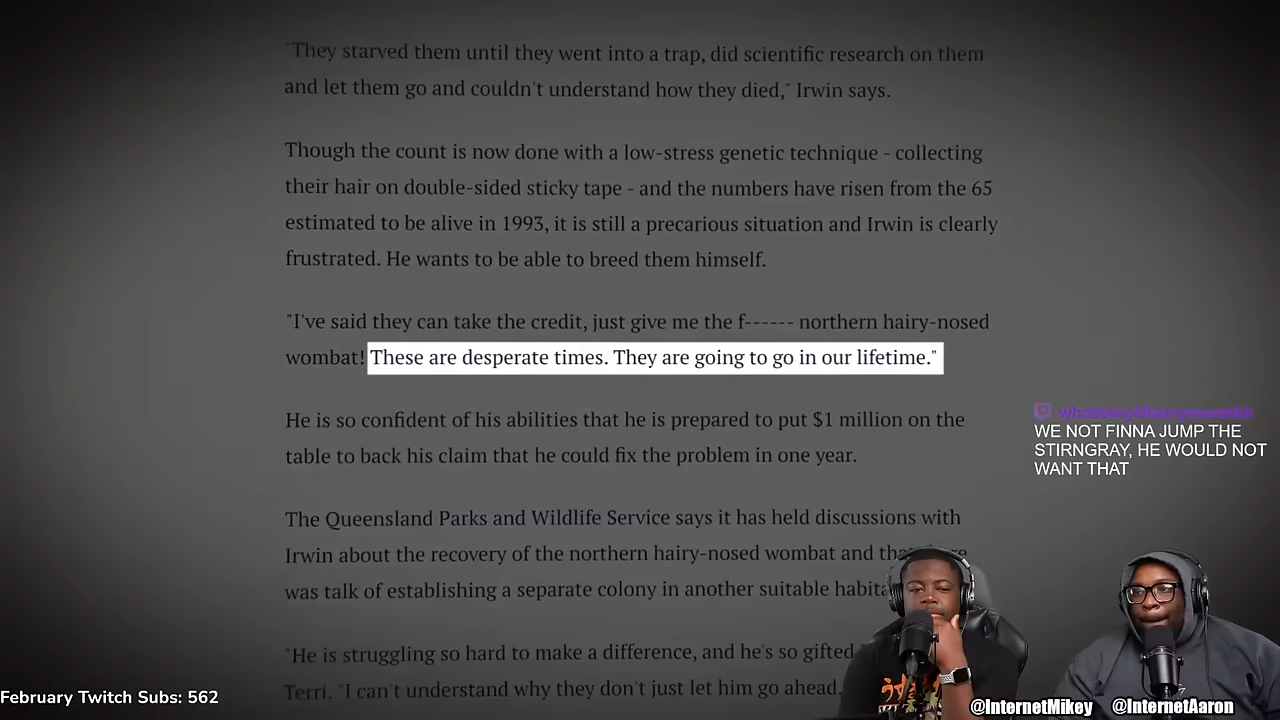 "They starved them until they went into a trap, did scientific research on them
and let them go and couldn't understand how they died," Irwin says.
Though the count is now done with a low-stress genetic technique - collecting
their hair on double-sided sticky tape - and the numbers have risen from the 65
estimated to be alive in 1993, it is still a precarious situation and Irwin is clearly
frustrated. He wants to be able to breed them himself.
"I've said they can take the credit, just give me the f------ northern hairy-nosed
wombat! These are desperate times. They are going to go in our lifetime."
He is so confident of his abilities that he is prepared to put $1 million on the
table to back his claim that he could fix the problem in one year.
The Queensland Parks and Wildlife Service says it has held discussions with
Irwin about the recovery of the northern hairy-nosed wombat and
was talk of establishing a separate colony in another suitable
"He is struggling so hard to make a difference, and he's so gifted
Terri. "I can't understand why they don't just let him go ahead.
WE NOT FINNA JUMP THE
STIRNGRAY, HE WOULD NOT
WANT THAT
February Twitch Subs: 562
@InternetMikey
@InternetAaron